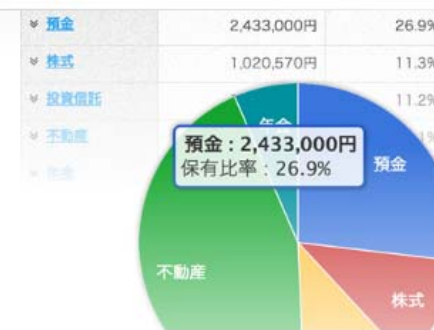 預金 2,433,000円 26.9%
株式 1,020,570円 11.3%
投資信託 11.2%
不動産
年金
預金：2,433,000円
保有比率：26.9%
預金
不動産
株式